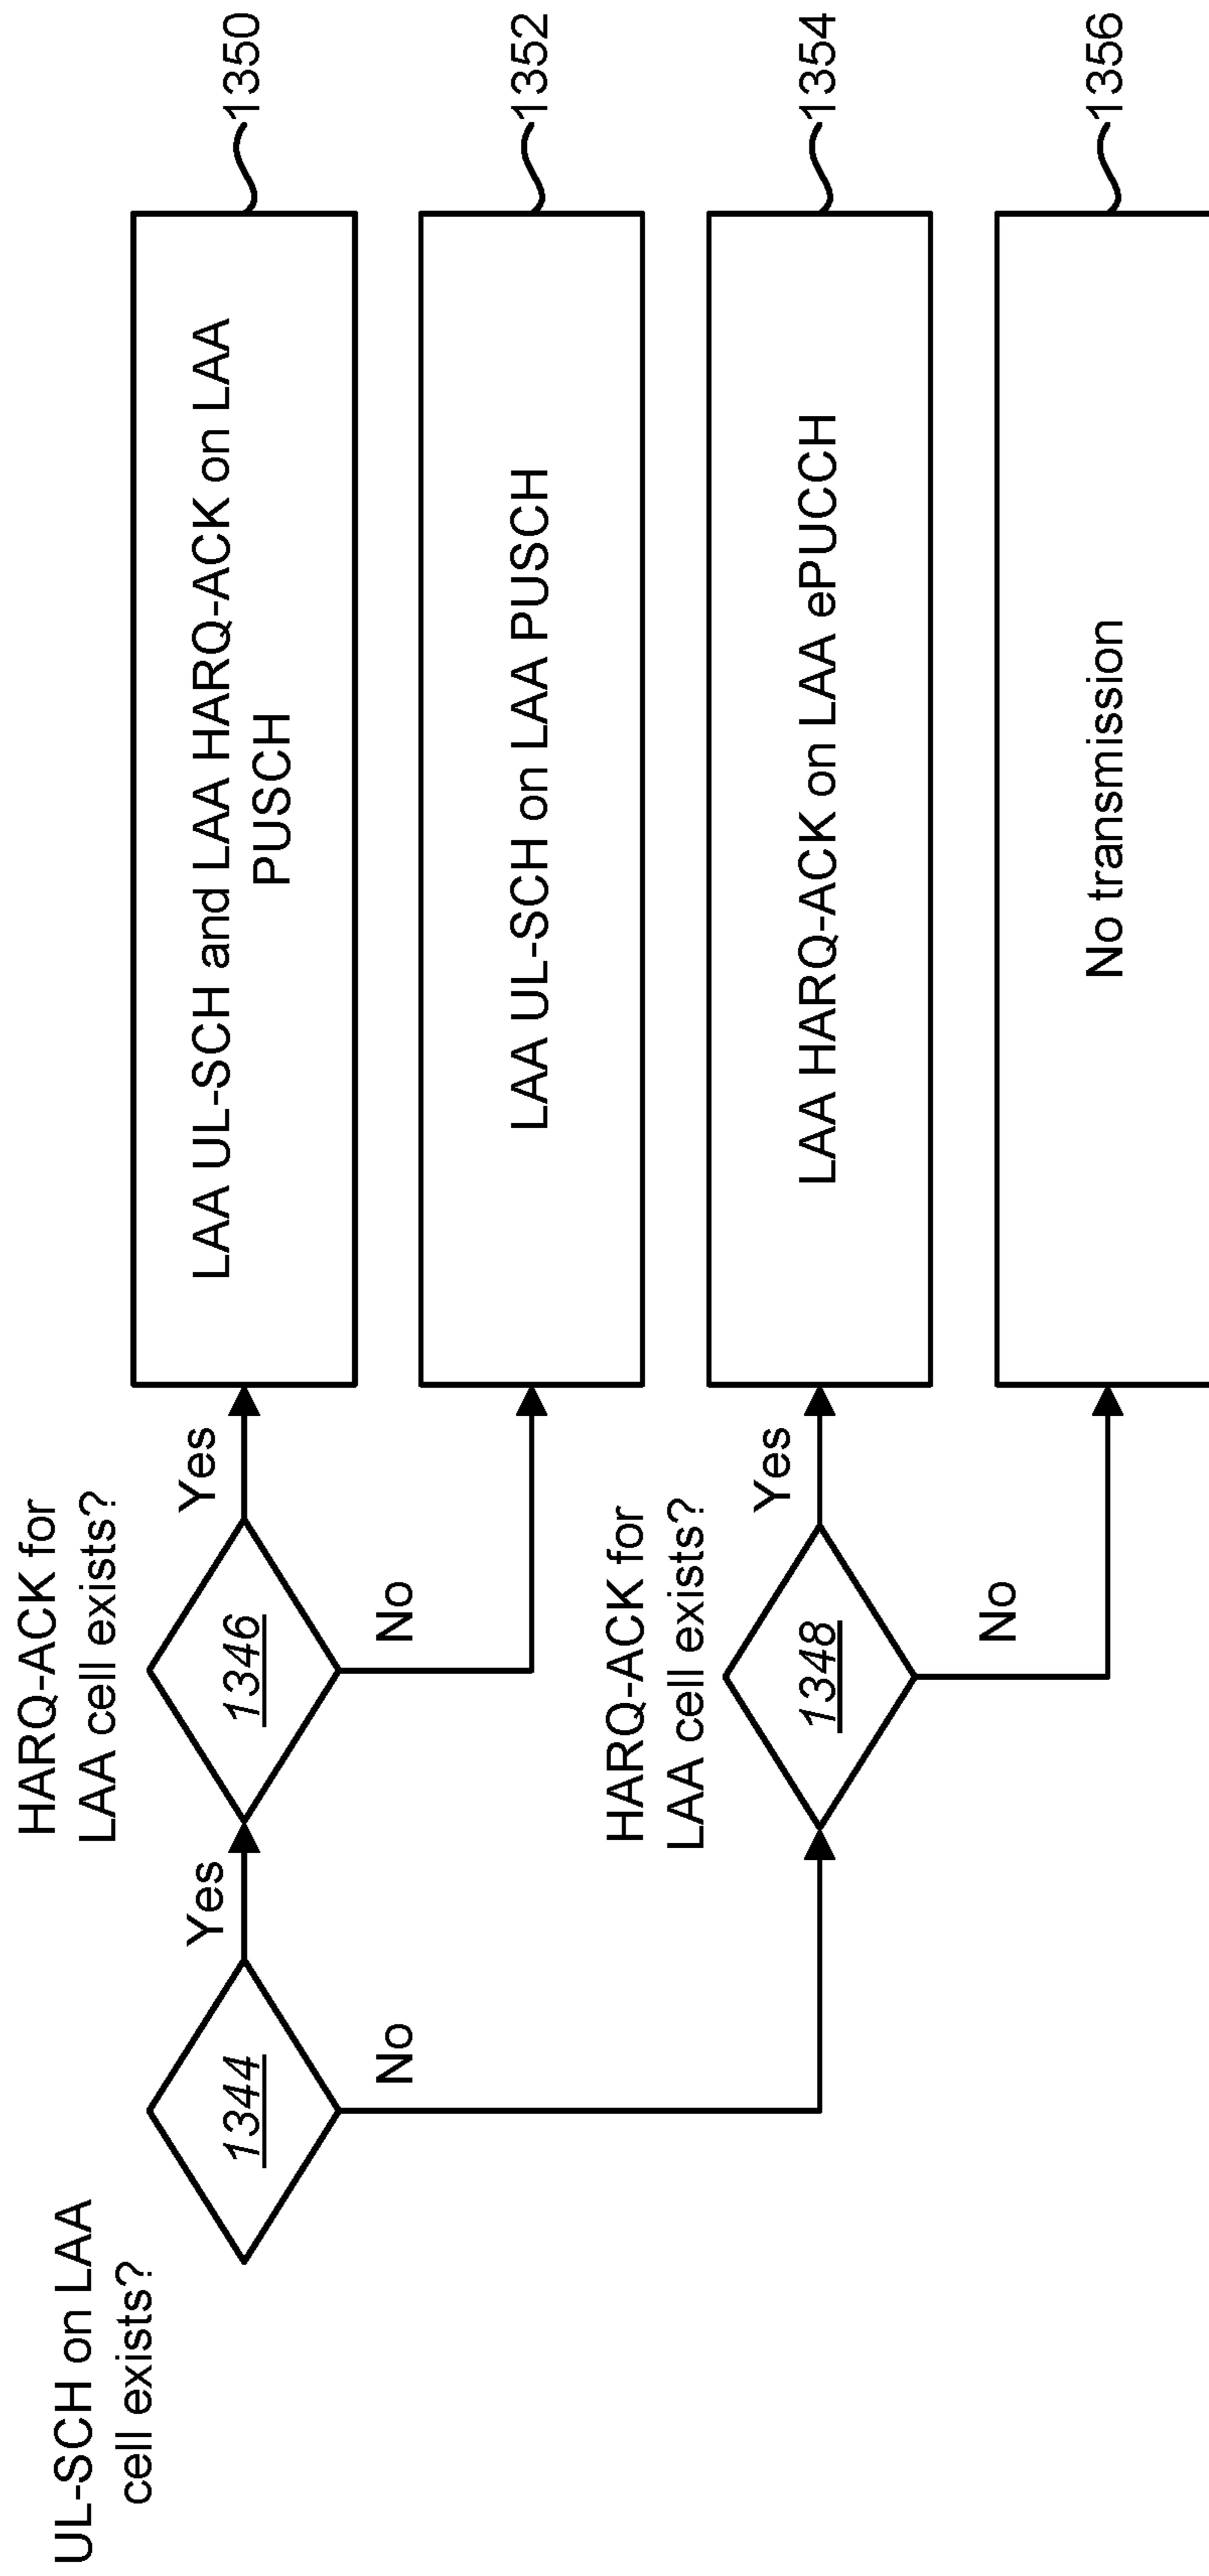 UL-SCH on LAA
cell exists?
1344
Yes
No
HARQ-ACK for
LAA cell exists?
1346
Yes
No
LAA UL-SCH and LAA HARQ-ACK on LAA
PUSCH
1350
LAA UL-SCH on LAA PUSCH
1352
HARQ-ACK for
LAA cell exists?
1348
Yes
No
LAA HARQ-ACK on LAA ePUCCH
1354
No transmission
1356